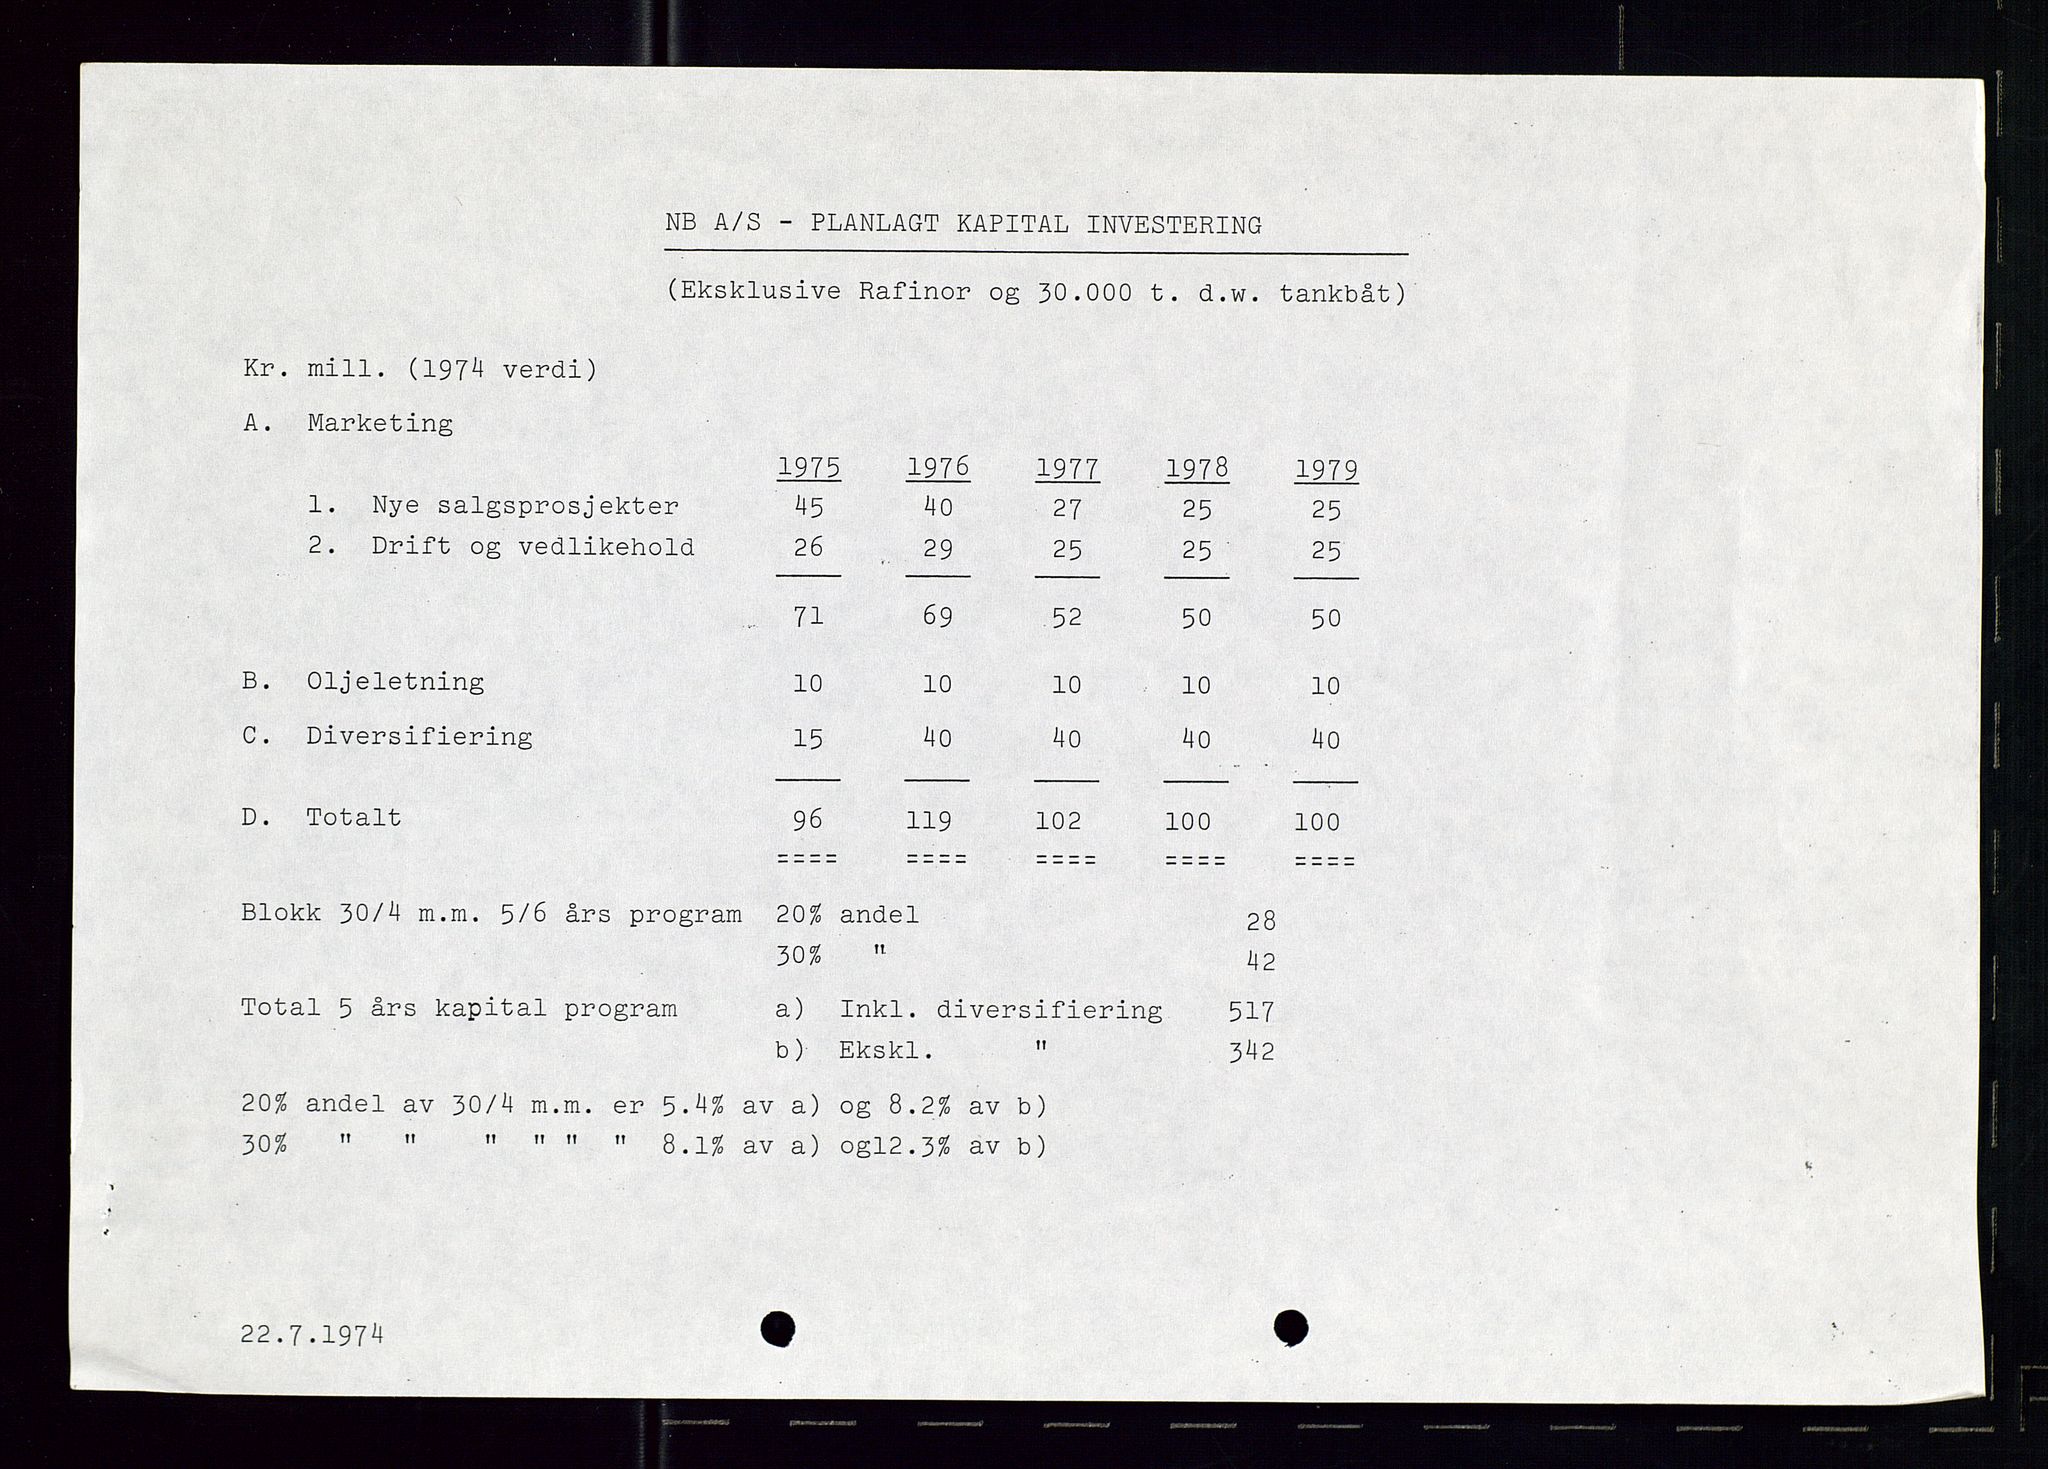 NB A/S - PLANLAGT KAPITAL INVESTERING
(Eksklusive Rafinor og 30.000 t. d.w. tankbåt)
Kr. mill. (1974 verdi)
A. Marketing
1975 1976 1977 1978 1979
1. Nye salgsprosjekter 45 40 27 25 25
2. Drift og vedlikehold 26 29 25 25 25
71 69 52 50 50
B. Oljeletning 10 10 10 10 10
C. Diversifiering 15 40 40 40 40
D. Totalt 96 119 102 100 100
==== ==== ==== ==== ====
Blokk 30/4 m.m. 5/6 års program 20% andel 28
30% " 42
Total 5 års kapital program a) Inkl. diversifiering 517
b) Ekskl. " 342
20% andel av 30/4 m.m. er 5.4% av a) og 8.2% av b)
30% " " " " " " 8.1% av a) og12.3% av b)
22.7.1974